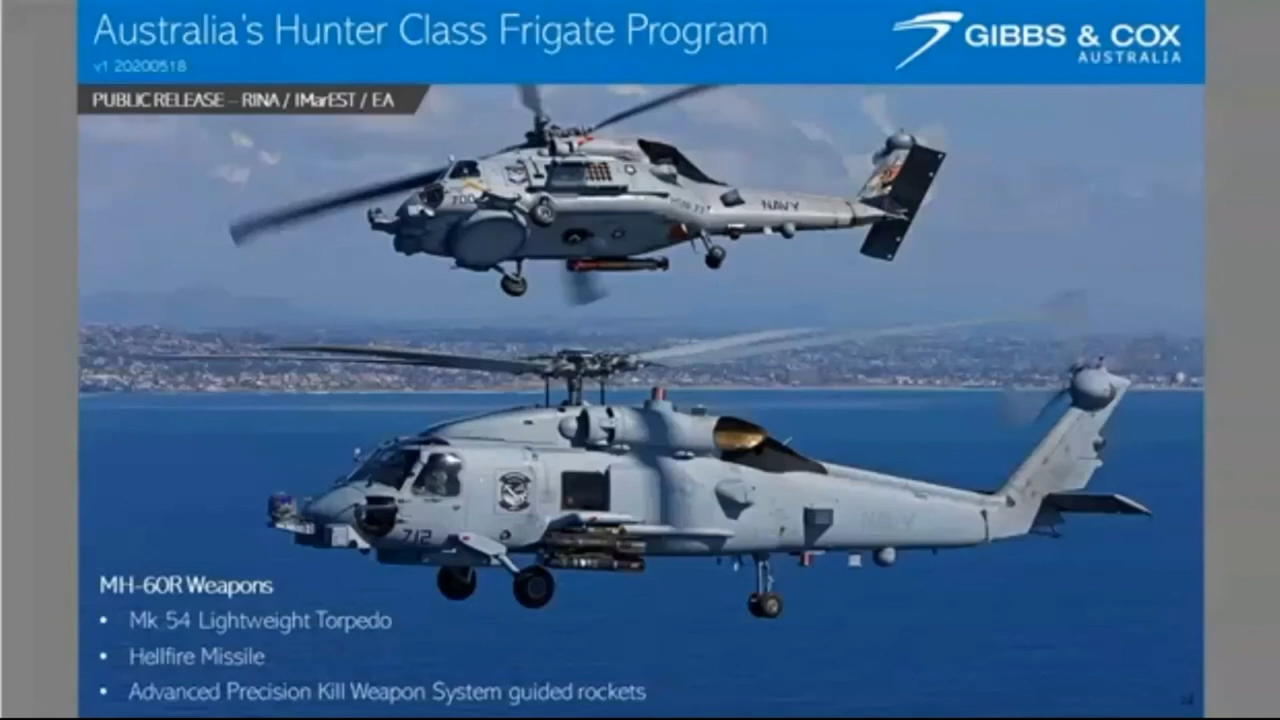 Australia's Hunter Class Frigate Program
v1 20200518
GIBBS & COX
AUSTRALIA
PUBLIC RELEASE – RINA / IMarEST / EA
700
NAVY
712
NAVY
MH-60R Weapons
• Mk 54 Lightweight Torpedo
• Hellfire Missile
• Advanced Precision Kill Weapon System guided rockets